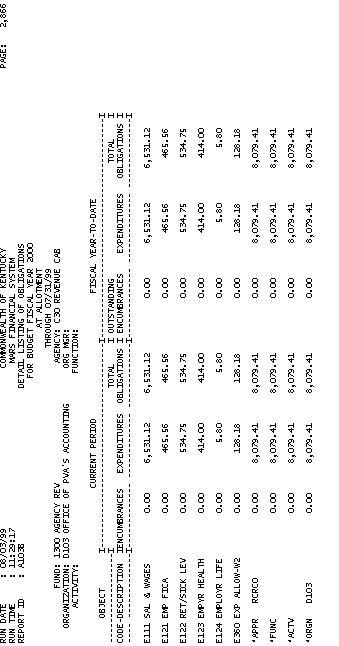 RUN DATE : 08/03/99 COMMONWEALTH OF KENTUCKY PAGE: 2,866
RUN TIME : 11:29:17 MARS FINANCIAL SYSTEM
REPORT ID : A103B DETAIL LISTING OF OBLIGATIONS
FOR BUDGET FISCAL YEAR 2000
AT ALLOTMENT
THROUGH 07/31/99
FUND: 1300 AGENCY REV AGENCY: C30 REVENUE CAB
ORGANIZATION: D103 OFFICE OF PVA'S ACCOUNTING ORG MGR:
ACTIVITY: FUNCTION:
CURRENT PERIOD FISCAL YEAR-TO-DATE
OBJECT TOTAL OUTSTANDING TOTAL
CODE-DESCRIPTION ENCUMBRANCES EXPENDITURES OBLIGATIONS ENCUMBRANCES EXPENDITURES OBLIGATIONS
E111 SAL & WAGES 0.00 6,531.12 6,531.12 0.00 6,531.12 6,531.12
E121 EMP FICA 0.00 465.56 465.56 0.00 465.56 465.56
E122 RET/SICK LEV 0.00 534.75 534.75 0.00 534.75 534.75
E123 EMPYR HEALTH 0.00 414.00 414.00 0.00 414.00 414.00
E124 EMPLOYR LIFE 0.00 5.80 5.80 0.00 5.80 5.80
E360 EXP ALLOW-W2 0.00 128.18 128.18 0.00 128.18 128.18
*APPR RCRCO 0.00 8,079.41 8,079.41 0.00 8,079.41 8,079.41
*FUNC 0.00 8,079.41 8,079.41 0.00 8,079.41 8,079.41
*ACTV 0.00 8,079.41 8,079.41 0.00 8,079.41 8,079.41
*ORGN D103 0.00 8,079.41 8,079.41 0.00 8,079.41 8,079.41